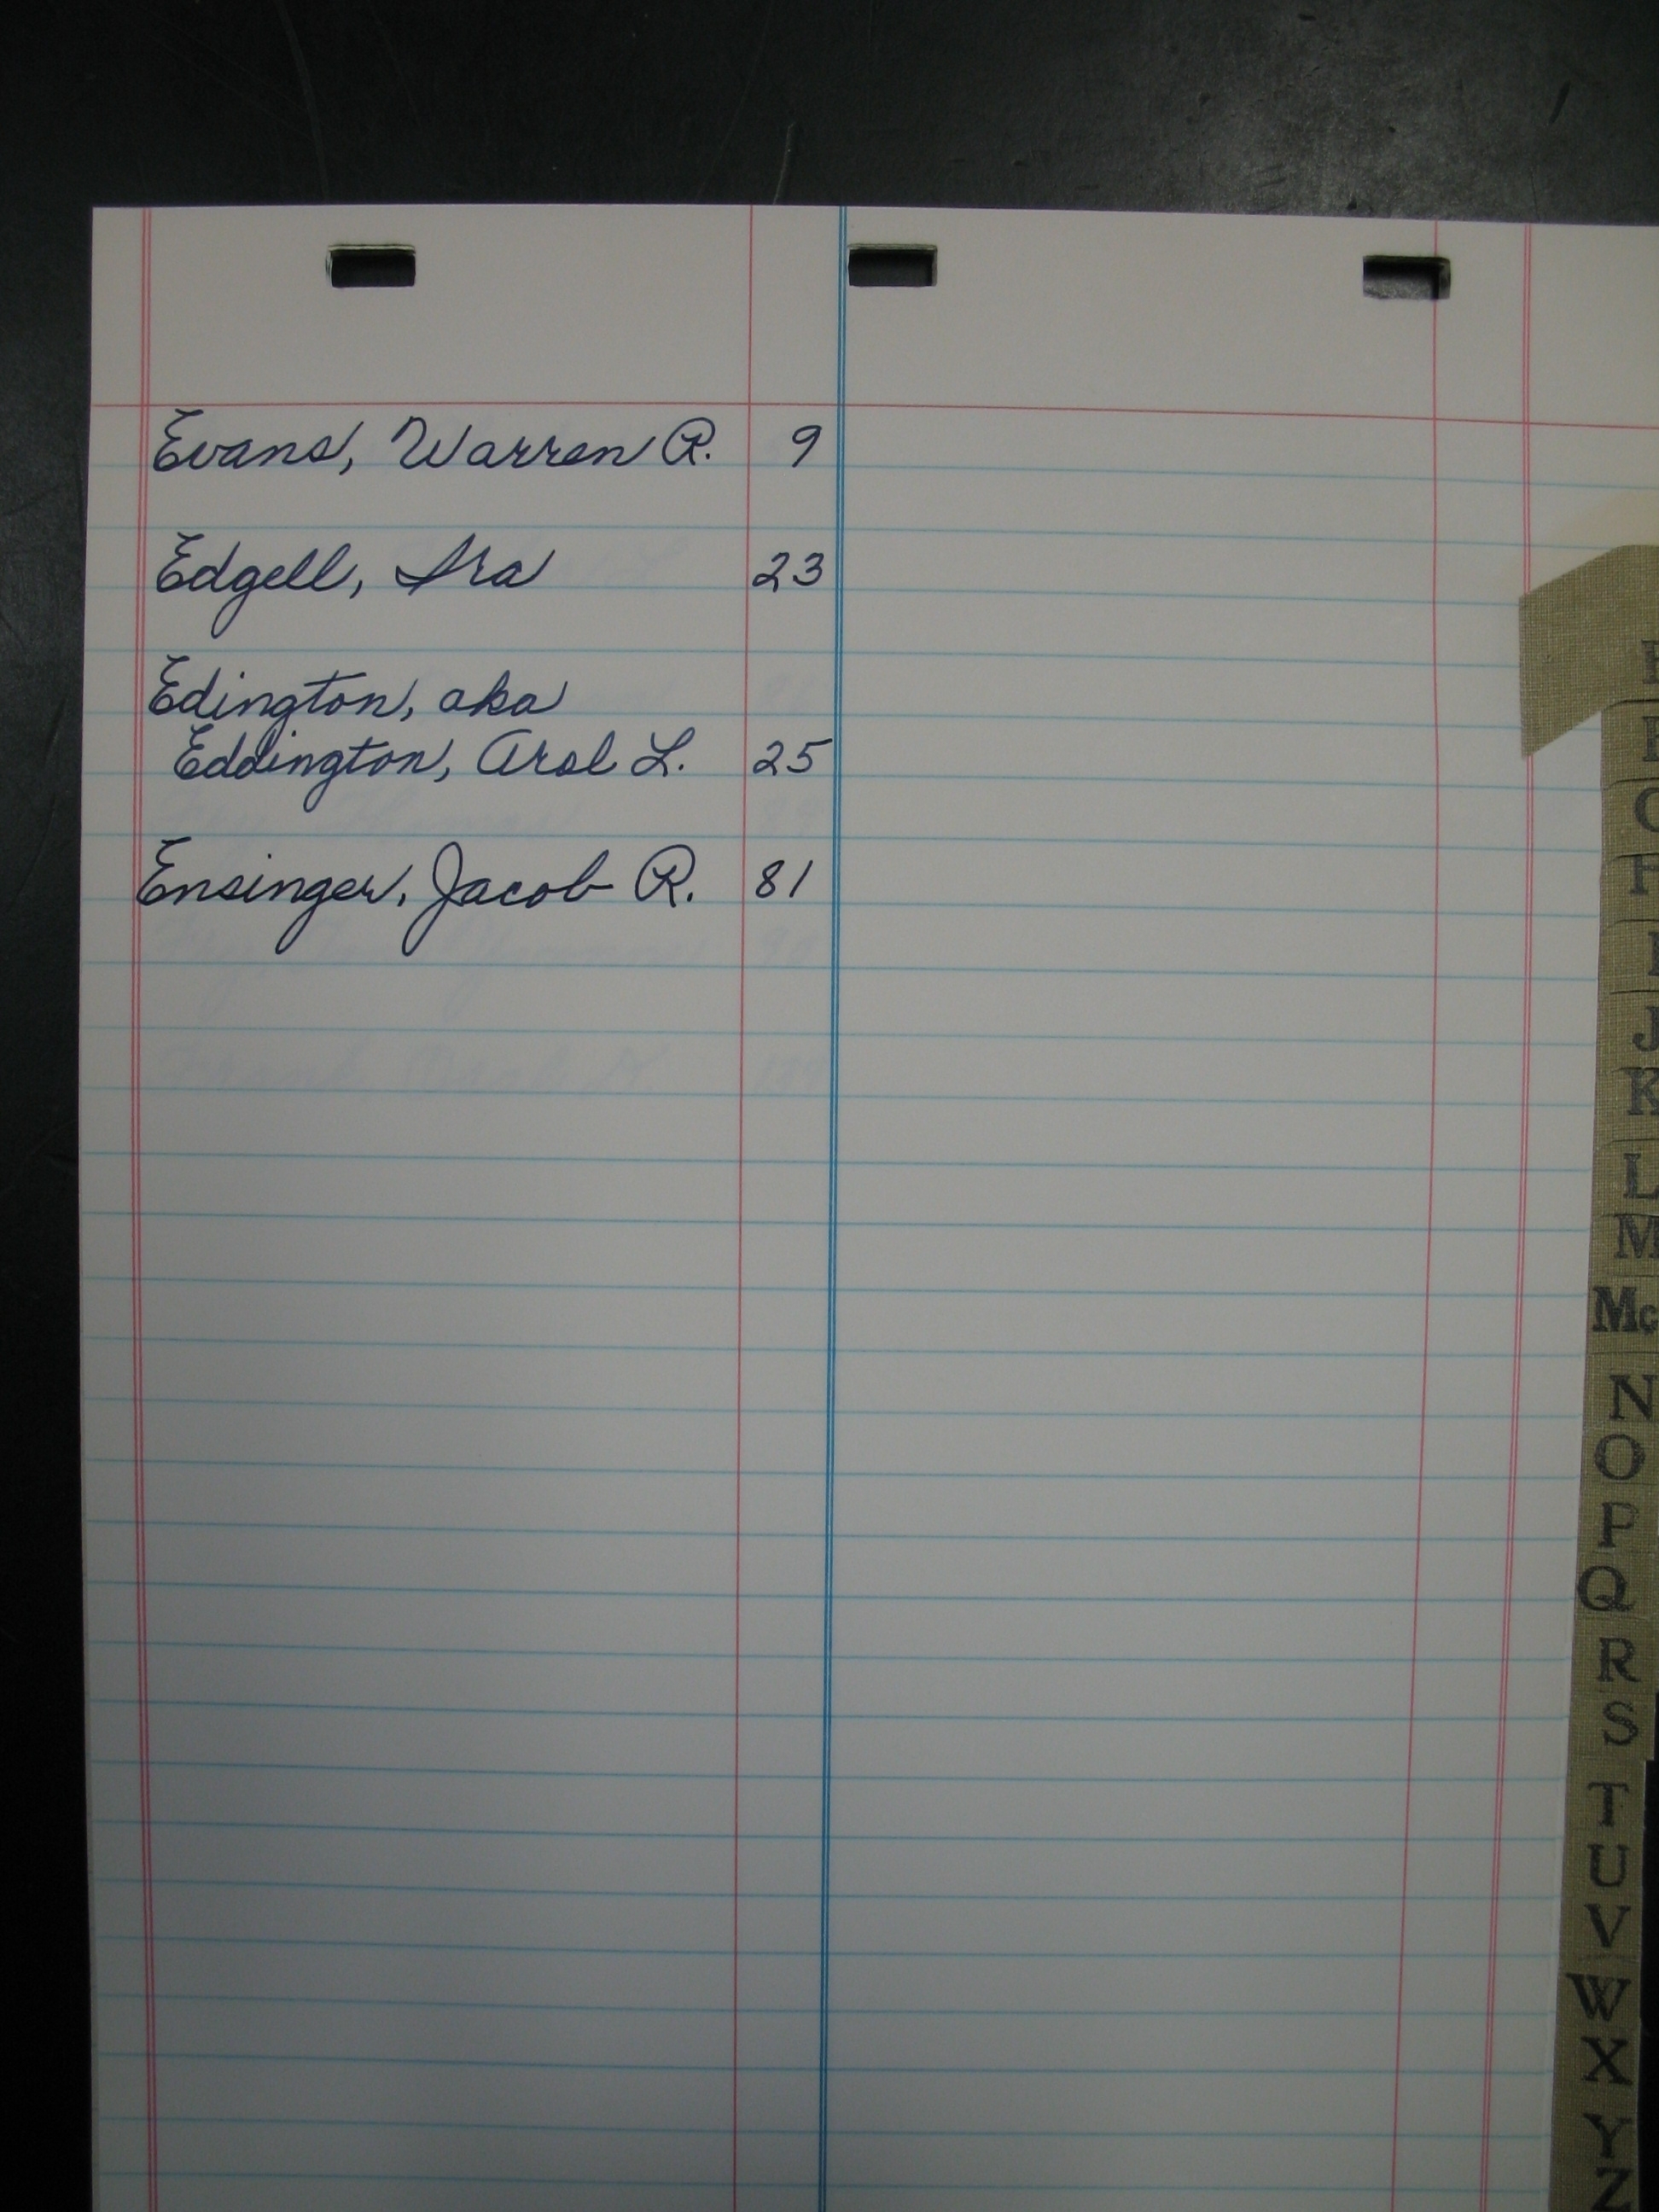 Evans, Warren R. 9
Edgell, Ira 23
Edington, aka
Eddington, Arol L. 25
Ensinger, Jacob R. 81
J
K
L
M
Mc
N
O
P
Q
R
S
T
U
V
W
X
Y
Z